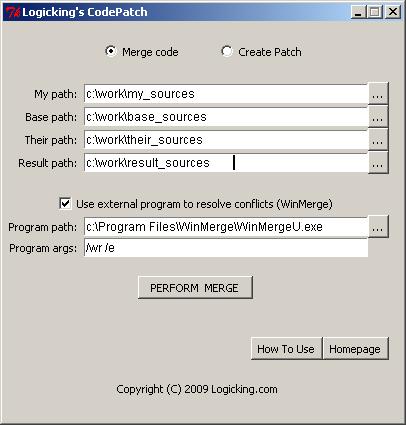 Logicking's CodePatch
Merge code Create Patch
My path: c:\work\my_sources ...
Base path: c:\work\base_sources ...
Their path: c:\work\their_sources ...
Result path: c:\work\result_sources ...
Use external program to resolve conflicts (WinMerge)
Program path: c:\Program Files\WinMerge\WinMergeU.exe ...
Program args: /wr /e
PERFORM MERGE
How To Use Homepage
Copyright (C) 2009 Logicking.com